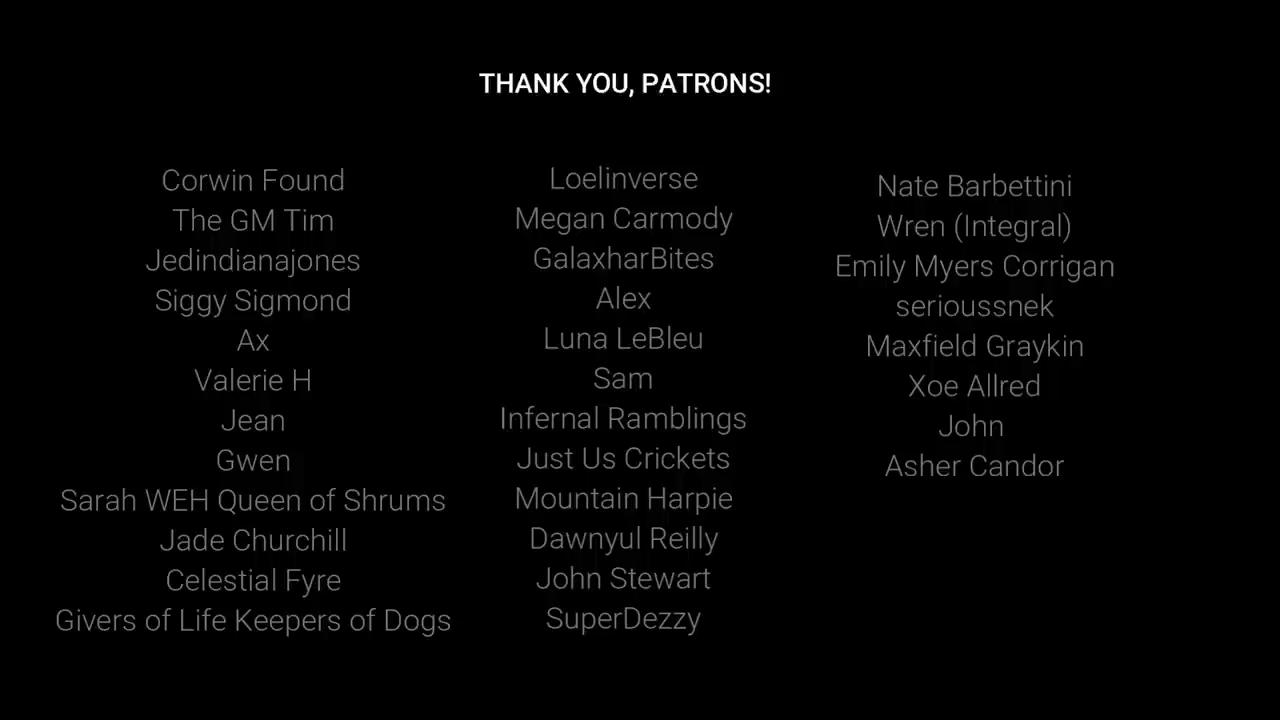 THANK YOU, PATRONS!
Corwin Found
The GM Tim
Jedindianajones
Siggy Sigmond
Ax
Valerie H
Jean
Gwen
Sarah WEH Queen of Shrums
Jade Churchill
Celestial Fyre
Givers of Life Keepers of Dogs
Loelinverse
Megan Carmody
GalaxharBites
Alex
Luna LeBleu
Sam
Infernal Ramblings
Just Us Crickets
Mountain Harpie
Dawnyul Reilly
John Stewart
SuperDezzy
Nate Barbettini
Wren (Integral)
Emily Myers Corrigan
serioussnek
Maxfield Graykin
Xoe Allred
John
Asher Candor